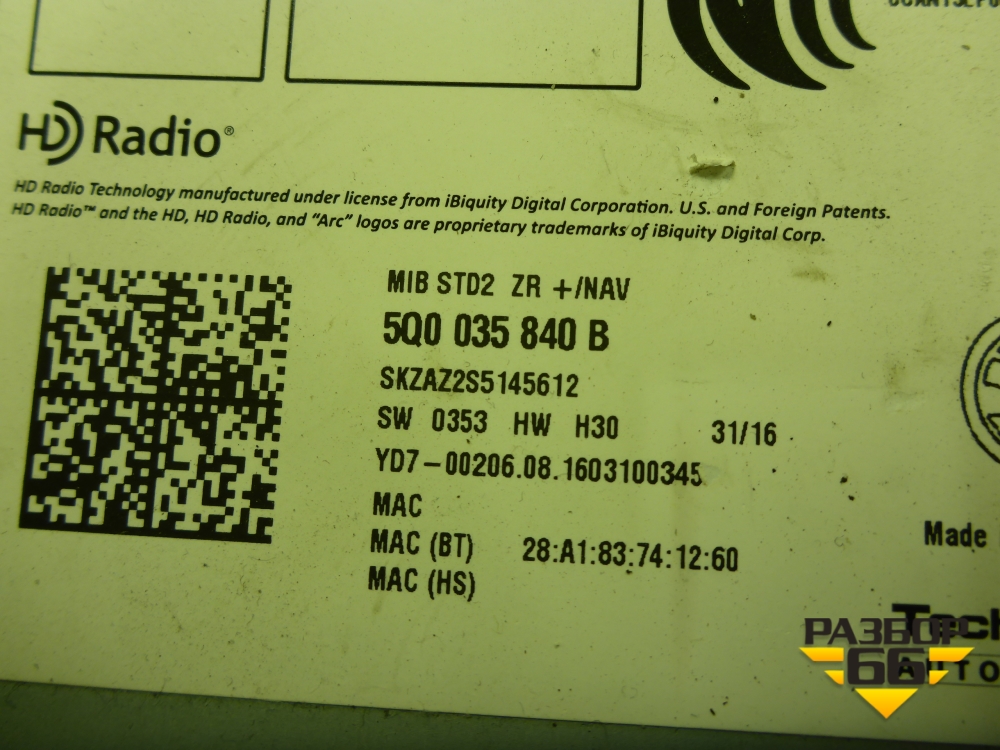 HD Radio®
HD Radio Technology manufactured under license from iBiquity Digital Corporation. U.S. and Foreign Patents.
HD Radio™ and the HD, HD Radio, and “Arc” logos are proprietary trademarks of iBiquity Digital Corp.
MIB STD2 ZR +/NAV
5Q0 035 840 B
SKZAZ2S5145612
SW 0353 HW H30 31/16
YD7-00206.08.1603100345
MAC
MAC (BT) 28:A1:83:74:12:60
MAC (HS)
Made
РАЗБОР
66